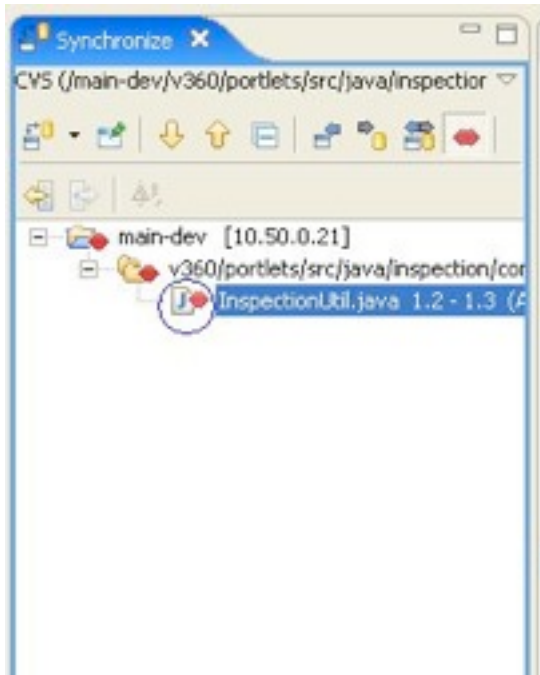 Synchronize
CVS (/main-dev/v360/portlets/src/java/inspection
main-dev [10.50.0.21]
v360/portlets/src/java/inspection/cor
InspectionUtil.java 1.2 - 1.3 (A